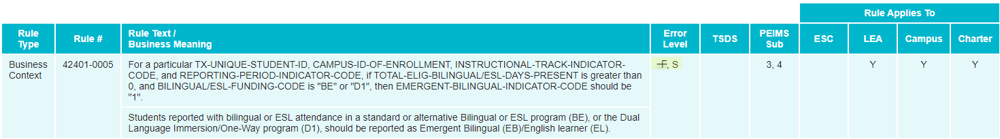 Rule Applies To
Rule Type Rule # Rule Text / Business Meaning Error Level TSDS PEIMS Sub ESC LEA Campus Charter
Business Context 42401-0005 For a particular TX-UNIQUE-STUDENT-ID, CAMPUS-ID-OF-ENROLLMENT, INSTRUCTIONAL-TRACK-INDICATOR- F, S 3, 4 Y Y Y
CODE, and REPORTING-PERIOD-INDICATOR-CODE, if TOTAL-ELIG-BILINGUAL/ESL-DAYS-PRESENT is greater than
0, and BILINGUAL/ESL-FUNDING-CODE is "BE" or "D1", then EMERGENT-BILINGUAL-INDICATOR-CODE should be
"1".
Students reported with bilingual or ESL attendance in a standard or alternative Bilingual or ESL program (BE), or the Dual
Language Immersion/One-Way program (D1), should be reported as Emergent Bilingual (EB)/English learner (EL).